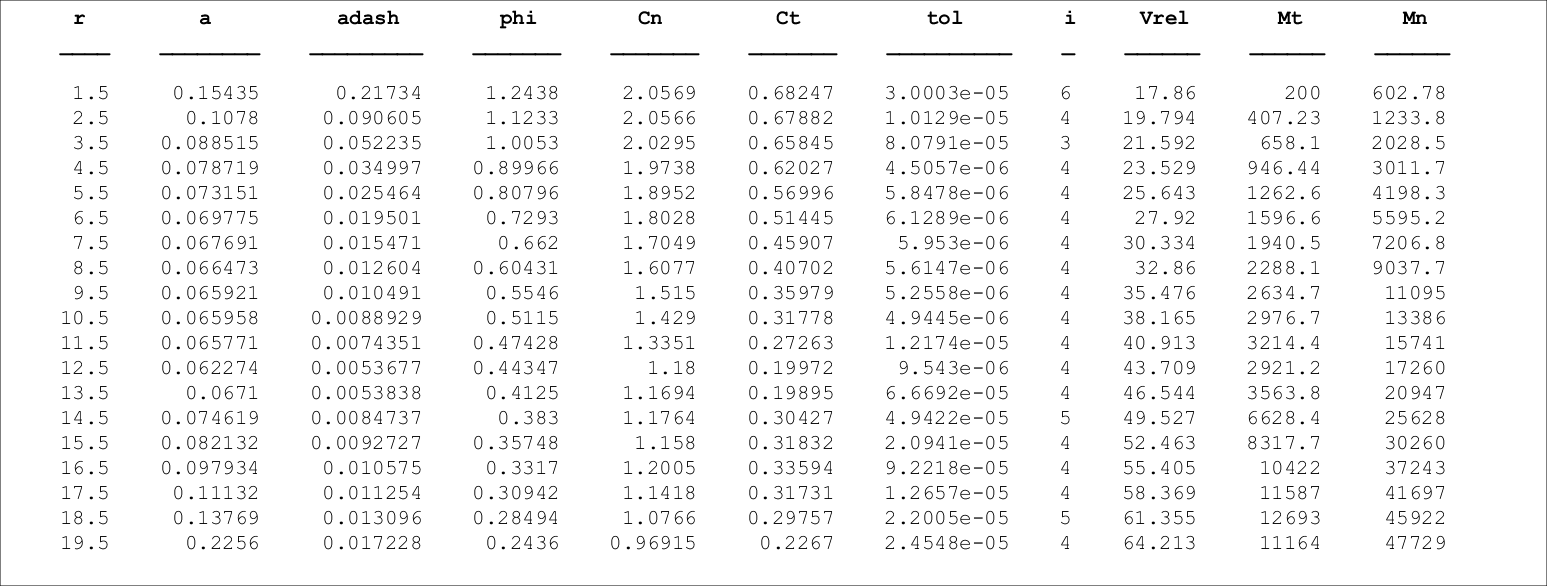 r a adash phi Cn Ct tol i Vrel Mt Mn
1.5 0.15435 0.21734 1.2438 2.0569 0.68247 3.0003e-05 6 17.86 200 602.78
2.5 0.1078 0.090605 1.1233 2.0566 0.67882 1.0129e-05 4 19.794 407.23 1233.8
3.5 0.088515 0.052235 1.0053 2.0295 0.65845 8.0791e-05 3 21.592 658.1 2028.5
4.5 0.078719 0.034997 0.89966 1.9738 0.62027 4.5057e-06 4 23.529 946.44 3011.7
5.5 0.073151 0.025464 0.80796 1.8952 0.56996 5.8478e-06 4 25.643 1262.6 4198.3
6.5 0.069775 0.019501 0.7293 1.8028 0.51445 6.1289e-06 4 27.92 1596.6 5595.2
7.5 0.067691 0.015471 0.662 1.7049 0.45907 5.953e-06 4 30.334 1940.5 7206.8
8.5 0.066473 0.012604 0.60431 1.6077 0.40702 5.6147e-06 4 32.86 2288.1 9037.7
9.5 0.065921 0.010491 0.5546 1.515 0.35979 5.2558e-06 4 35.476 2634.7 11095
10.5 0.065958 0.0088929 0.5115 1.429 0.31778 4.9445e-06 4 38.165 2976.7 13386
11.5 0.065771 0.0074351 0.47428 1.3351 0.27263 1.2174e-05 4 40.913 3214.4 15741
12.5 0.062274 0.0053677 0.44347 1.18 0.19972 9.543e-06 4 43.709 2921.2 17260
13.5 0.0671 0.0053838 0.4125 1.1694 0.19895 6.6692e-05 4 46.544 3563.8 20947
14.5 0.074619 0.0084737 0.383 1.1764 0.30427 4.9422e-05 5 49.527 6628.4 25628
15.5 0.082132 0.0092727 0.35748 1.158 0.31832 2.0941e-05 4 52.463 8317.7 30260
16.5 0.097934 0.010575 0.3317 1.2005 0.33594 9.2218e-05 4 55.405 10422 37243
17.5 0.11132 0.011254 0.30942 1.1418 0.31731 1.2657e-05 4 58.369 11587 41697
18.5 0.13769 0.013096 0.28494 1.0766 0.29757 2.2005e-05 5 61.355 12693 45922
19.5 0.2256 0.017228 0.2436 0.96915 0.2267 2.4548e-05 4 64.213 11164 47729